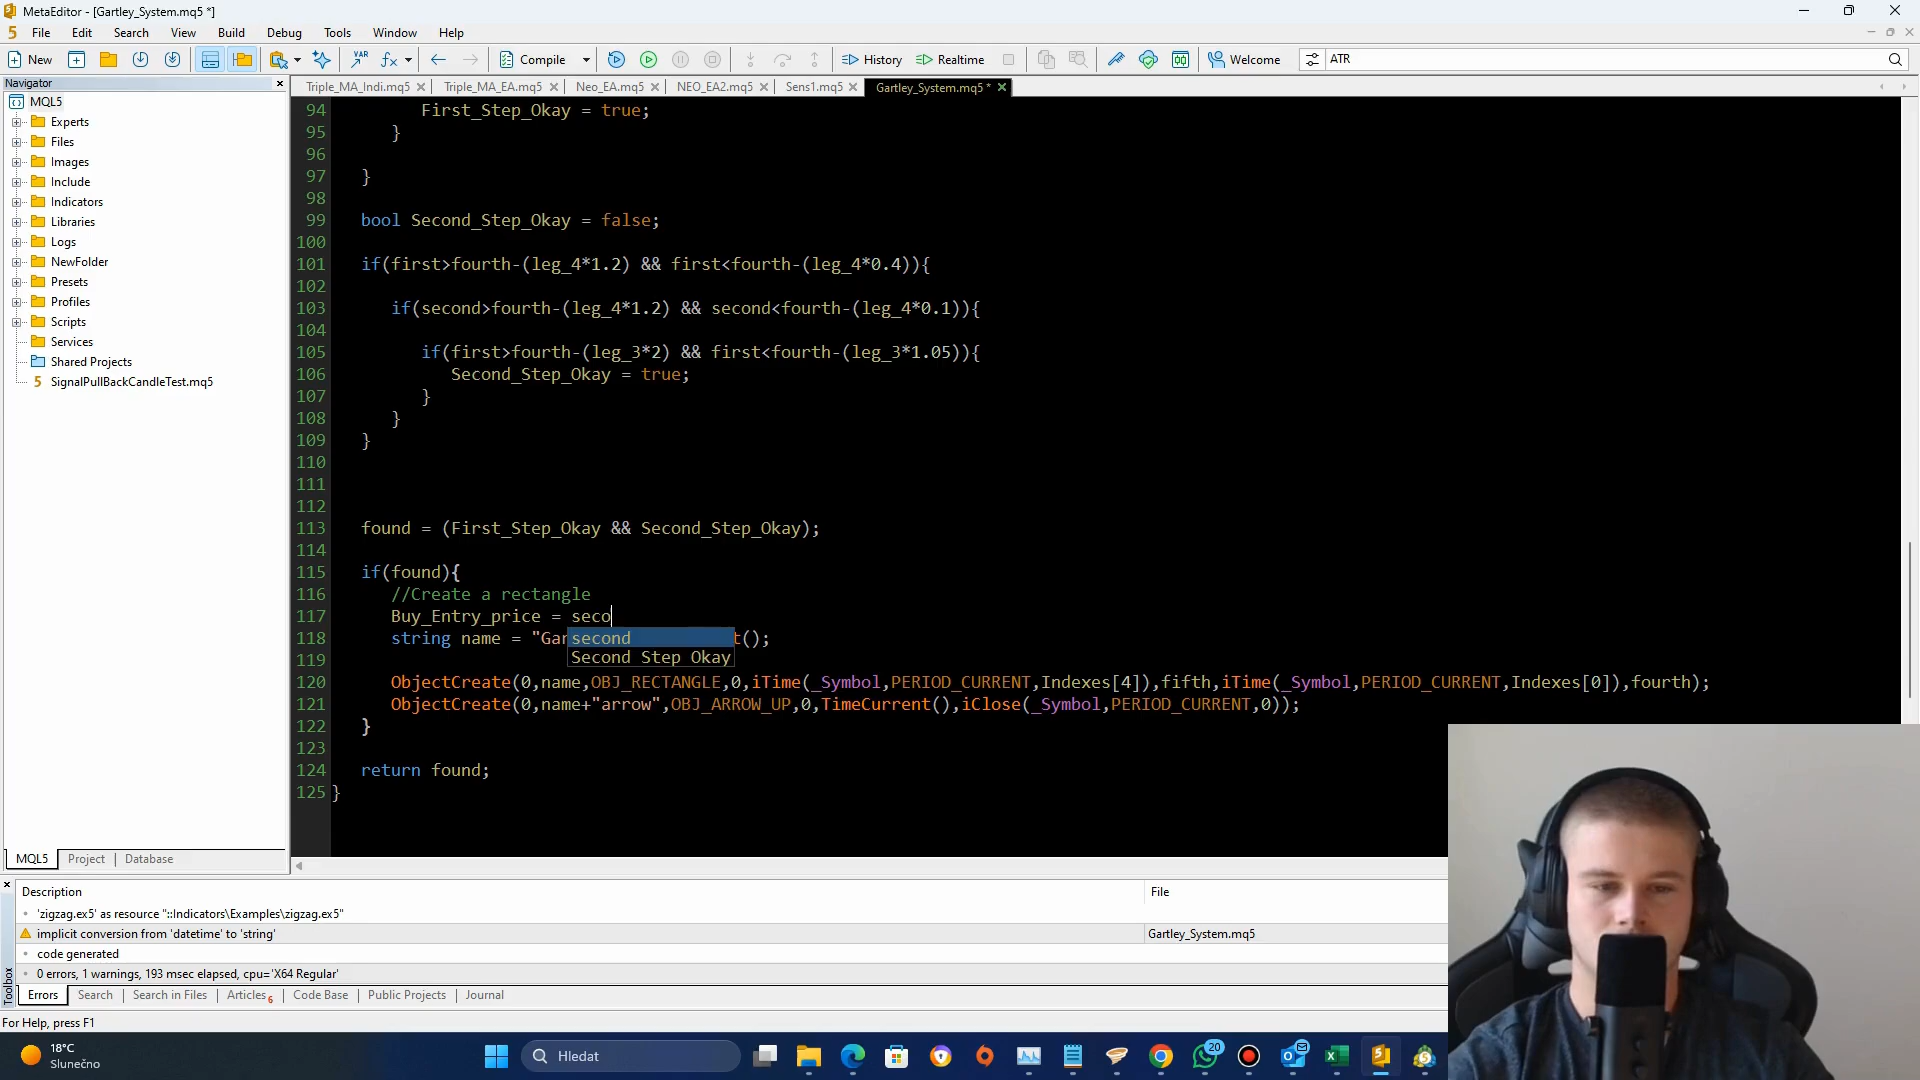 MetaEditor - [Gartley_System.mq5 *]
5 File Edit Search View Build Debug Tools Window Help
New VAR Compile History Realtime Welcome ATR
Navigator
Triple_MA_Indi.mq5 Triple_MA_EA.mq5 Neo_EA.mq5 NEO_EA2.mq5 Sens1.mq5 Gartley_System.mq5 *
MQL5
Experts
Files
Images
Include
Indicators
Libraries
Logs
NewFolder
Presets
Profiles
Scripts
Services
Shared Projects
5 SignalPullBackCandleTest.mq5
MQL5 Project Database
94 First_Step_Okay = true;
95 }
96
97 }
98
99 bool Second_Step_Okay = false;
100
101 if(first>fourth-(leg_4*1.2) && first<fourth-(leg_4*0.4)){
102
103 if(second>fourth-(leg_4*1.2) && second<fourth-(leg_4*0.1)){
104
105 if(first>fourth-(leg_3*2) && first<fourth-(leg_3*1.05)){
106 Second_Step_Okay = true;
107 }
108 }
109 }
110
111
112
113 found = (First_Step_Okay && Second_Step_Okay);
114
115 if(found){
116 //Create a rectangle
117 Buy_Entry_price = seco
118 string name = "Gar second t();
119 Second_Step_Okay
120 ObjectCreate(0,name,OBJ_RECTANGLE,0,iTime(_Symbol,PERIOD_CURRENT,Indexes[4]),fifth,iTime(_Symbol,PERIOD_CURRENT,Indexes[0]),fourth);
121 ObjectCreate(0,name+"arrow",OBJ_ARROW_UP,0,TimeCurrent(),iClose(_Symbol,PERIOD_CURRENT,0));
122 }
123
124 return found;
125 }
Description File
'zigzag.ex5' as resource "::Indicators\Examples\zigzag.ex5"
implicit conversion from 'datetime' to 'string' Gartley_System.mq5
code generated
0 errors, 1 warnings, 193 msec elapsed, cpu='X64 Regular'
Toolbox
Errors Search Search in Files Articles 6 Code Base Public Projects Journal
For Help, press F1
18°C
Slunečno
Hledat
20